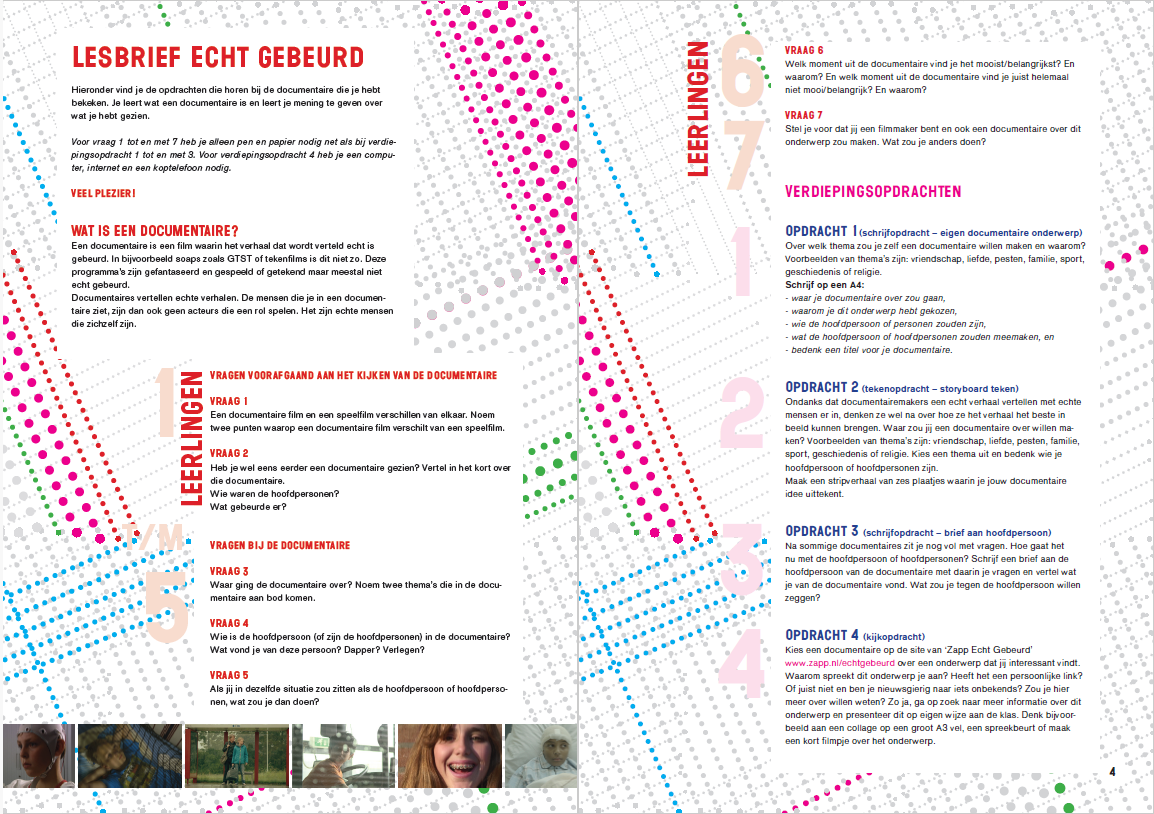 LESBRIEF ECHT GEBEURD
Hieronder vind je de opdrachten die horen bij de documentaire die je hebt
bekeken. Je leert wat een documentaire is en leert je mening te geven over
wat je hebt gezien.
Voor vraag 1 tot en met 7 heb je alleen pen en papier nodig net als bij verdie-
pingsopdracht 1 tot en met 3. Voor verdiepingsopdracht 4 heb je een compu-
ter, internet en een koptelefoon nodig.
VEEL PLEZIER!
WAT IS EEN DOCUMENTAIRE?
Een documentaire is een film waarin het verhaal dat wordt verteld echt is
gebeurd. In bijvoorbeeld soaps zoals GTST of tekenfilms is dit niet zo. Deze
programma's zijn gefantaseerd en gespeeld of getekend maar meestal niet
echt gebeurd.
Documentaires vertellen echte verhalen. De mensen die je in een documen-
taire ziet, zijn dan ook geen acteurs die een rol spelen. Het zijn echte mensen
die zichzelf zijn.
1
T/M
5
LEERLINGEN
VRAGEN VOORAFGAAND AAN HET KIJKEN VAN DE DOCUMENTAIRE
VRAAG 1
Een documentaire film en een speelfilm verschillen van elkaar. Noem
twee punten waarop een documentaire film verschilt van een speelfilm.
VRAAG 2
Heb je wel eens eerder een documentaire gezien? Vertel in het kort over
die documentaire.
Wie waren de hoofdpersonen?
Wat gebeurde er?
VRAGEN BIJ DE DOCUMENTAIRE
VRAAG 3
Waar ging de documentaire over? Noem twee thema's die in de docu-
mentaire aan bod komen.
VRAAG 4
Wie is de hoofdpersoon (of zijn de hoofdpersonen) in de documentaire?
Wat vond je van deze persoon? Dapper? Verlegen?
VRAAG 5
Als jij in dezelfde situatie zou zitten als de hoofdpersoon of hoofdperso-
nen, wat zou je dan doen?
LEERLINGEN
6
7
VRAAG 6
Welk moment uit de documentaire vind je het mooist/belangrijkst? En
waarom? En welk moment uit de documentaire vind je juist helemaal
niet mooi/belangrijk? En waarom?
VRAAG 7
Stel je voor dat jij een filmmaker bent en ook een documentaire over dit
onderwerp zou maken. Wat zou je anders doen?
VERDIEPINGSOPDRACHTEN
1
OPDRACHT 1 (schrijfopdracht – eigen documentaire onderwerp)
Over welk thema zou je zelf een documentaire willen maken en waarom?
Voorbeelden van thema's zijn: vriendschap, liefde, pesten, familie, sport,
geschiedenis of religie.
Schrijf op een A4:
- waar je documentaire over zou gaan,
- waarom je dit onderwerp hebt gekozen,
- wie de hoofdpersoon of personen zouden zijn,
- wat de hoofdpersoon of hoofdpersonen zouden meemaken, en
- bedenk een titel voor je documentaire.
2
OPDRACHT 2 (tekenopdracht – storyboard teken)
Ondanks dat documentairemakers een echt verhaal vertellen met echte
mensen er in, denken ze wel na over hoe ze het verhaal het beste in
beeld kunnen brengen. Waar zou jij een documentaire over willen ma-
ken? Voorbeelden van thema's zijn: vriendschap, liefde, pesten, familie,
sport, geschiedenis of religie. Kies een thema uit en bedenk wie je
hoofdpersoon of hoofdpersonen zijn.
Maak een stripverhaal van zes plaatjes waarin je jouw documentaire
idee uittekent.
3
OPDRACHT 3 (schrijfopdracht – brief aan hoofdpersoon)
Na sommige documentaires zit je nog vol met vragen. Hoe gaat het
nu met de hoofdpersoon of hoofdpersonen? Schrijf een brief aan de
hoofdpersoon van de documentaire met daarin je vragen en vertel wat
je van de documentaire vond. Wat zou je tegen de hoofdpersoon willen
zeggen?
4
OPDRACHT 4 (kijkopdracht)
Kies een documentaire op de site van ‘Zapp Echt Gebeurd’
www.zapp.nl/echtgebeurd over een onderwerp dat jij interessant vindt.
Waarom spreekt dit onderwerp je aan? Heeft het een persoonlijke link?
Of juist niet en ben je nieuwsgierig naar iets onbekends? Zou je hier
meer over willen weten? Zo ja, ga op zoek naar meer informatie over dit
onderwerp en presenteer dit op eigen wijze aan de klas. Denk bijvoor-
beeld aan een collage op een groot A3 vel, een spreekbeurt of maak
een kort filmpje over het onderwerp.
4